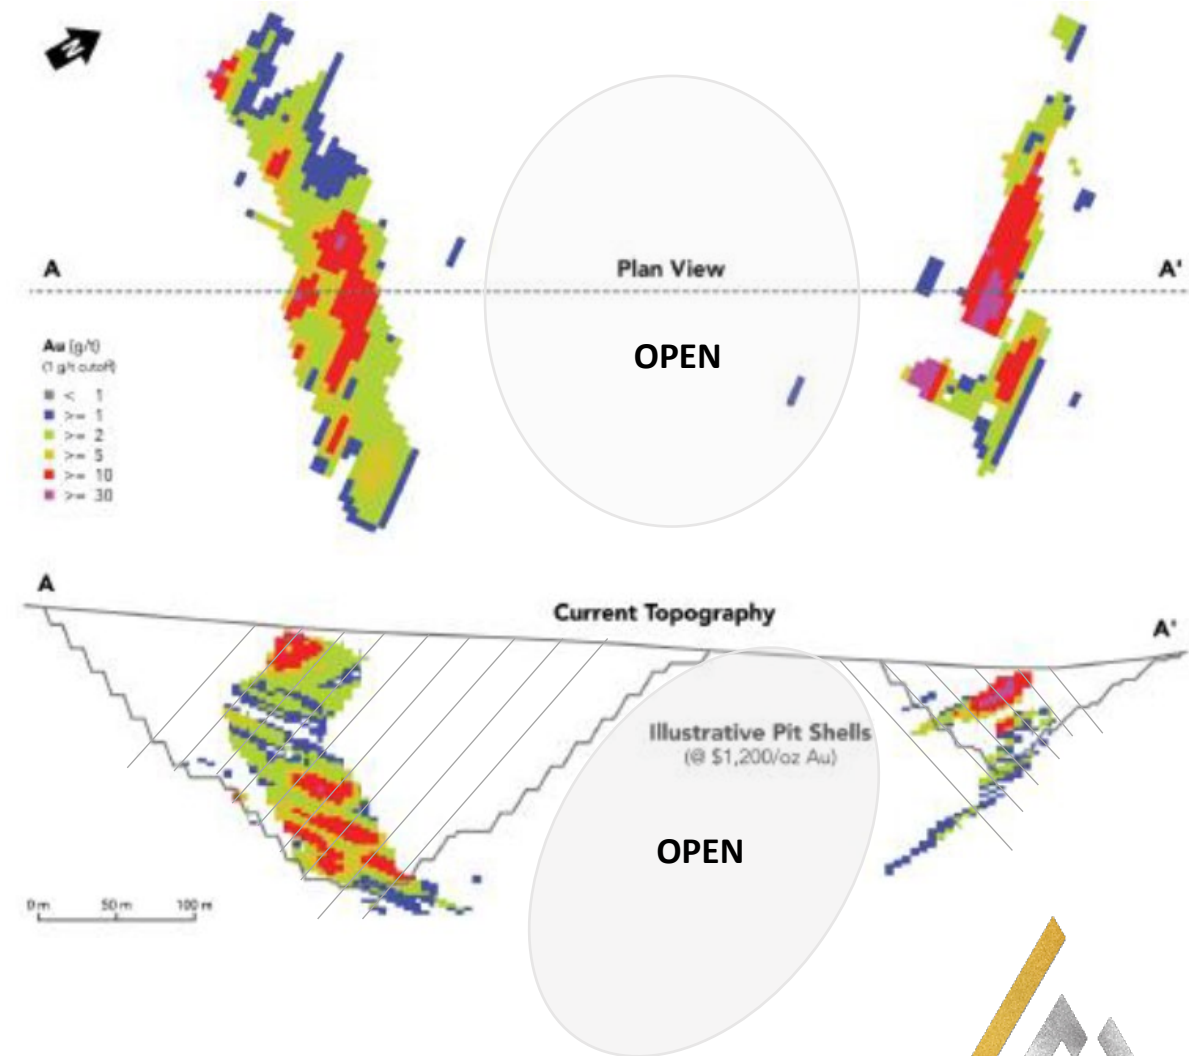 N
Plan View
A
A'
OPEN
Au (g/t)
(1 g/t cutoff)
< 1
>= 1
>= 2
>= 5
>= 10
>= 30
A
Current Topography
A'
Illustrative Pit Shells
(@ $1,200/oz Au)
OPEN
0 m 50 m 100 m